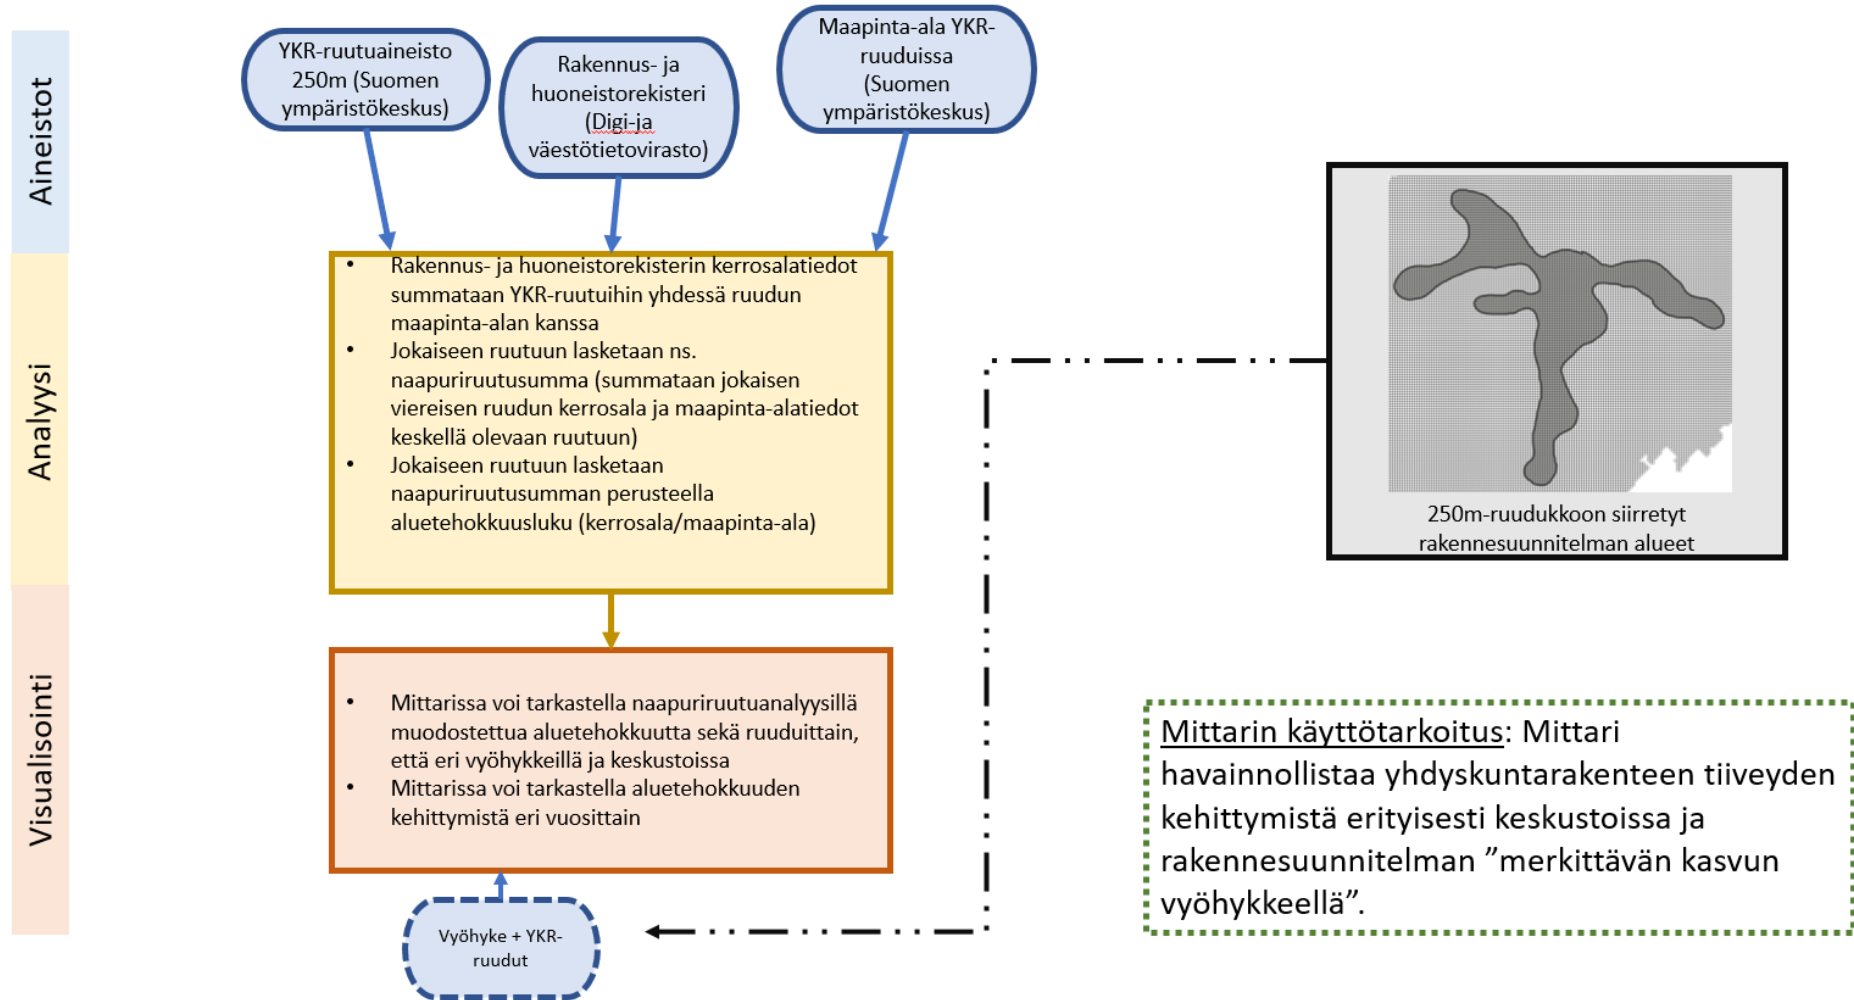 Aineistot
YKR-ruutuaineisto
250m (Suomen
ympäristökeskus)
Rakennus- ja
huoneistorekisteri
(Digi-ja
väestötietovirasto)
Maapinta-ala YKR-
ruuduissa
(Suomen
ympäristökeskus)
Analyysi
• Rakennus- ja huoneistorekisterin kerrosalatiedot
summataan YKR-ruutuihin yhdessä ruudun
maapinta-alan kanssa
• Jokaiseen ruutuun lasketaan ns.
naapuriruutusumma (summataan jokaisen
viereisen ruudun kerrosala ja maapinta-alatiedot
keskellä olevaan ruutuun)
• Jokaiseen ruutuun lasketaan
naapuriruutusumman perusteella
aluetehokkuusluku (kerrosala/maapinta-ala)
250m-ruudukkoon siirretyt
rakennesuunnitelman alueet
Visualisointi
• Mittarissa voi tarkastella naapuriruutuanalyysillä
muodostettua aluetehokkuutta sekä ruuduittain,
että eri vyöhykkeillä ja keskustoissa
• Mittarissa voi tarkastella aluetehokkuuden
kehittymistä eri vuosittain
Vyöhyke + YKR-
ruudut
Mittarin käyttötarkoitus: Mittari
havainnollistaa yhdyskuntarakenteen tiiveyden
kehittymistä erityisesti keskustoissa ja
rakennesuunnitelman ”merkittävän kasvun
vyöhykkeellä”.